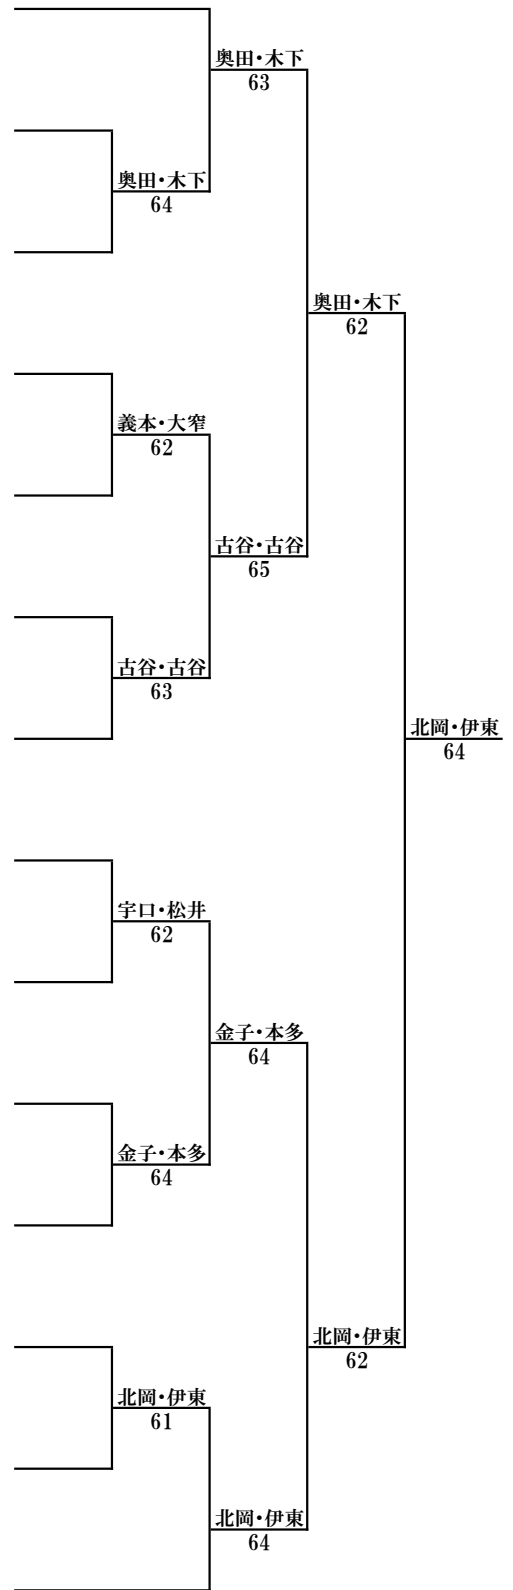 奥田・木下
63
奥田・木下
64
奥田・木下
62
義本・大窄
62
古谷・古谷
65
古谷・古谷
63
北岡・伊東
64
宇口・松井
62
金子・本多
64
金子・本多
64
北岡・伊東
62
北岡・伊東
61
北岡・伊東
64